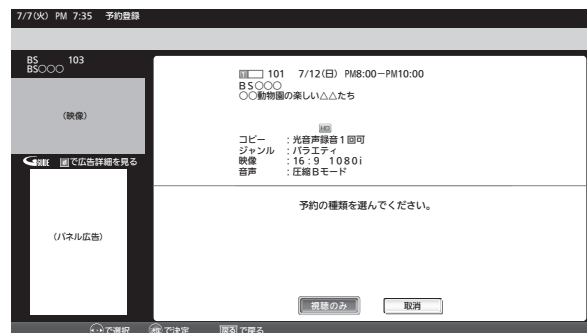 7/7(火) PM 7:35 予約登録
BS 103
BS○○○
(映像)
で広告詳細を見る
(パネル広告)
101 7/12(日) PM8:00-PM10:00
BS○○○
○○動物園の楽しい△△たち
HD
コピー :光音声録音1回可
ジャンル :バラエティ
映像 :16:9 1080i
音声 :圧縮Bモード
予約の種類を選んでください。
視聴のみ 取消
で選択 決定で決定 戻るで戻る